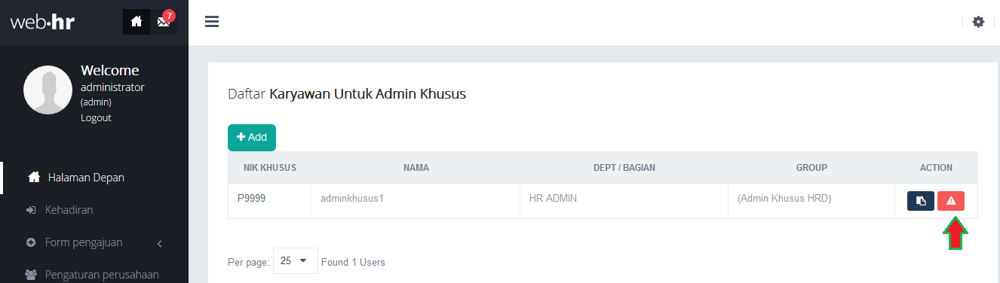 web•hr
7
Welcome
administrator
(admin)
Logout
Halaman Depan
Kehadiran
Form pengajuan
Pengaturan perusahaan
Daftar Karyawan Untuk Admin Khusus
Add
NIK KHUSUS NAMA DEPT / BAGIAN GROUP ACTION
P9999 adminkhusus1 HR ADMIN (Admin Khusus HRD)
Per page: 25 Found 1 Users